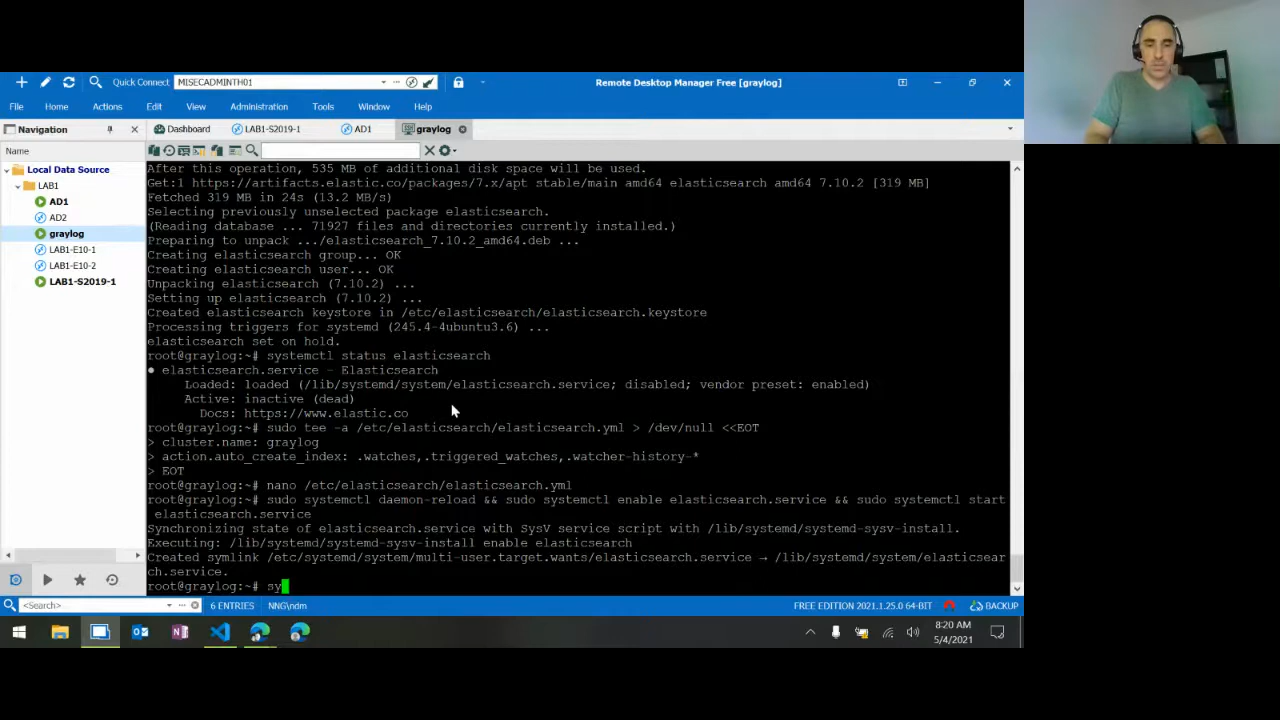 Quick Connect
MISECADMINTH01
Remote Desktop Manager Free [graylog]
File
Home
Actions
Edit
View
Administration
Tools
Window
Help
Navigation
Dashboard
LAB1-S2019-1
AD1
graylog
Name
Local Data Source
LAB1
AD1
AD2
graylog
LAB1-E10-1
LAB1-E10-2
LAB1-S2019-1
After this operation, 535 MB of additional disk space will be used.
Get:1 https://artifacts.elastic.co/packages/7.x/apt stable/main amd64 elasticsearch amd64 7.10.2 [319 MB]
Fetched 319 MB in 24s (13.2 MB/s)
Selecting previously unselected package elasticsearch.
(Reading database ... 71927 files and directories currently installed.)
Preparing to unpack .../elasticsearch_7.10.2_amd64.deb ...
Creating elasticsearch group... OK
Creating elasticsearch user... OK
Unpacking elasticsearch (7.10.2) ...
Setting up elasticsearch (7.10.2) ...
Created elasticsearch keystore in /etc/elasticsearch/elasticsearch.keystore
Processing triggers for systemd (245.4-4ubuntu3.6) ...
elasticsearch set on hold.
root@graylog:~# systemctl status elasticsearch
● elasticsearch.service - Elasticsearch
Loaded: loaded (/lib/systemd/system/elasticsearch.service; disabled; vendor preset: enabled)
Active: inactive (dead)
Docs: https://www.elastic.co
root@graylog:~# sudo tee -a /etc/elasticsearch/elasticsearch.yml > /dev/null <<EOT
> cluster.name: graylog
> action.auto_create_index: .watches,.triggered_watches,.watcher-history-*
> EOT
root@graylog:~# nano /etc/elasticsearch/elasticsearch.yml
root@graylog:~# sudo systemctl daemon-reload && sudo systemctl enable elasticsearch.service && sudo systemctl start
elasticsearch.service
Synchronizing state of elasticsearch.service with SysV service script with /lib/systemd/systemd-sysv-install.
Executing: /lib/systemd/systemd-sysv-install enable elasticsearch
Created symlink /etc/systemd/system/multi-user.target.wants/elasticsearch.service → /lib/systemd/system/elasticsear
ch.service.
root@graylog:~# sy
<Search>
6 ENTRIES
NNG\ndm
FREE EDITION 2021.1.25.0 64-BIT
BACKUP
8:20 AM
5/4/2021